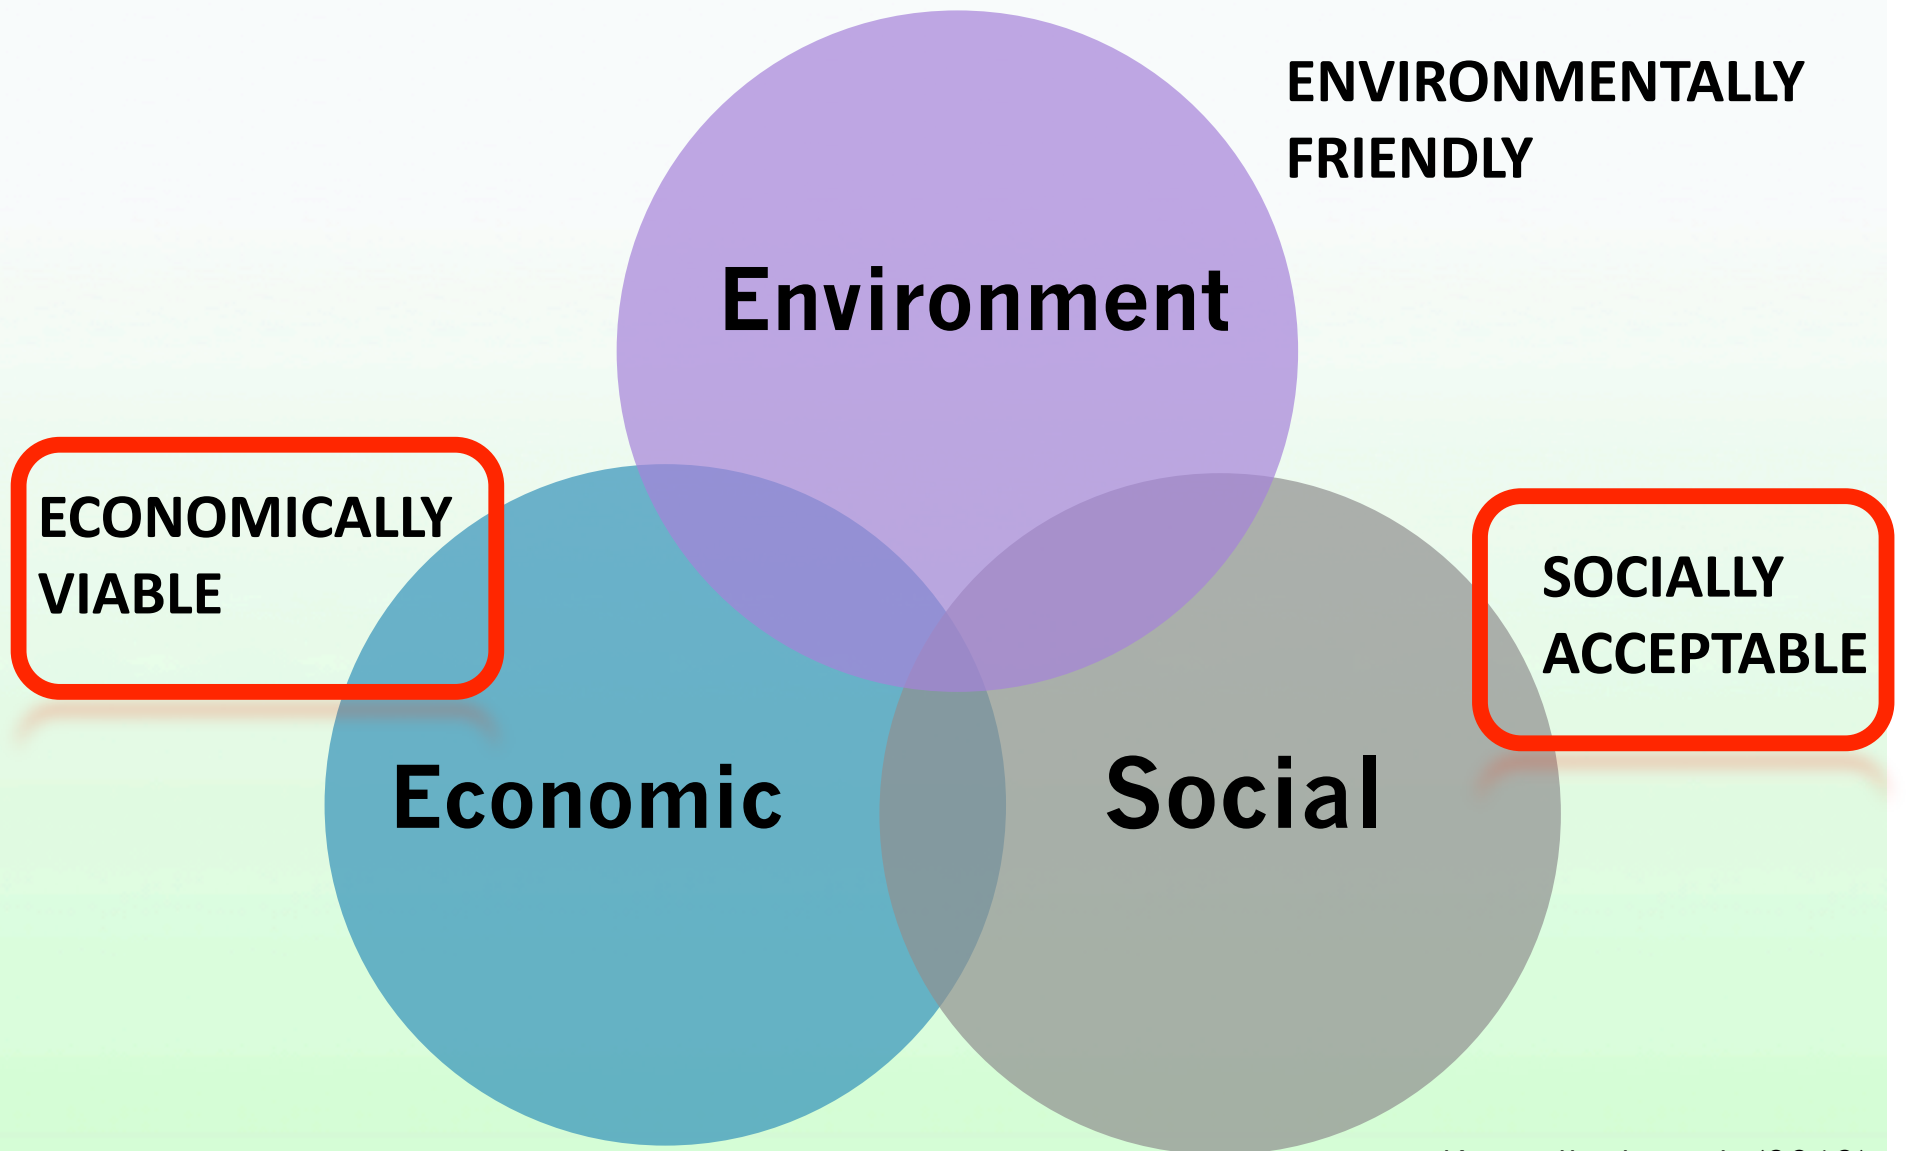 ENVIRONMENTALLY
FRIENDLY
Environment
ECONOMICALLY
VIABLE
SOCIALLY
ACCEPTABLE
Economic
Social